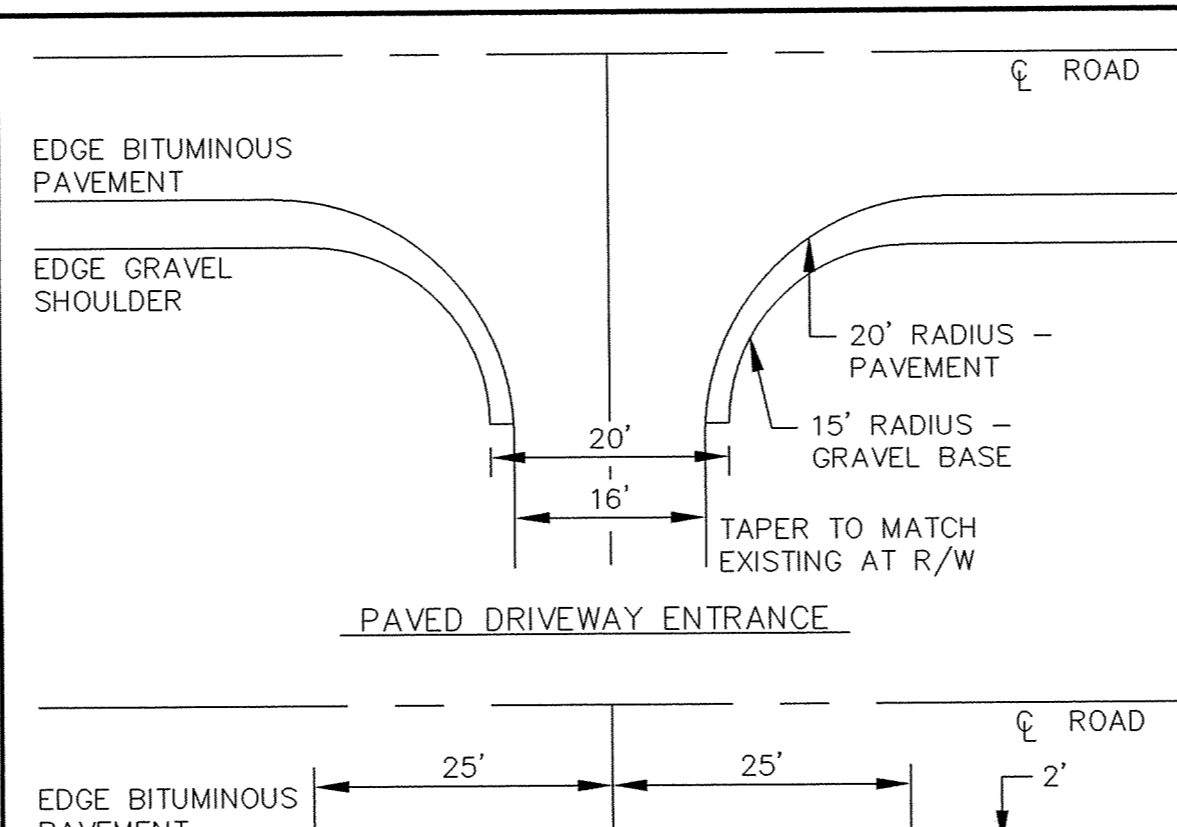 ℄ ROAD
EDGE BITUMINOUS
PAVEMENT
EDGE GRAVEL
SHOULDER
20' RADIUS –
PAVEMENT
15' RADIUS –
GRAVEL BASE
20'
16'
TAPER TO MATCH
EXISTING AT R/W
PAVED DRIVEWAY ENTRANCE
℄ ROAD
25'
25'
2'
EDGE BITUMINOUS
PAVEMENT